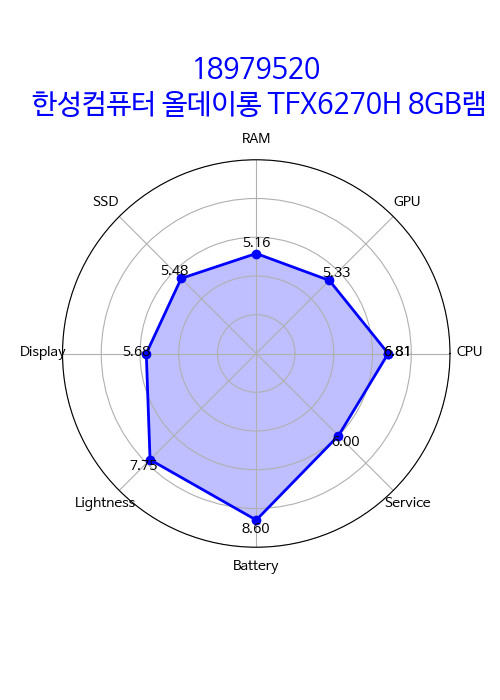 18979520
한성컴퓨터 올데이롱 TFX6270H 8GB램
RAM
SSD
GPU
5.16
5.48
5.33
Display
5.68
6.81
CPU
7.73
6.00
Lightness
Service
8.60
Battery